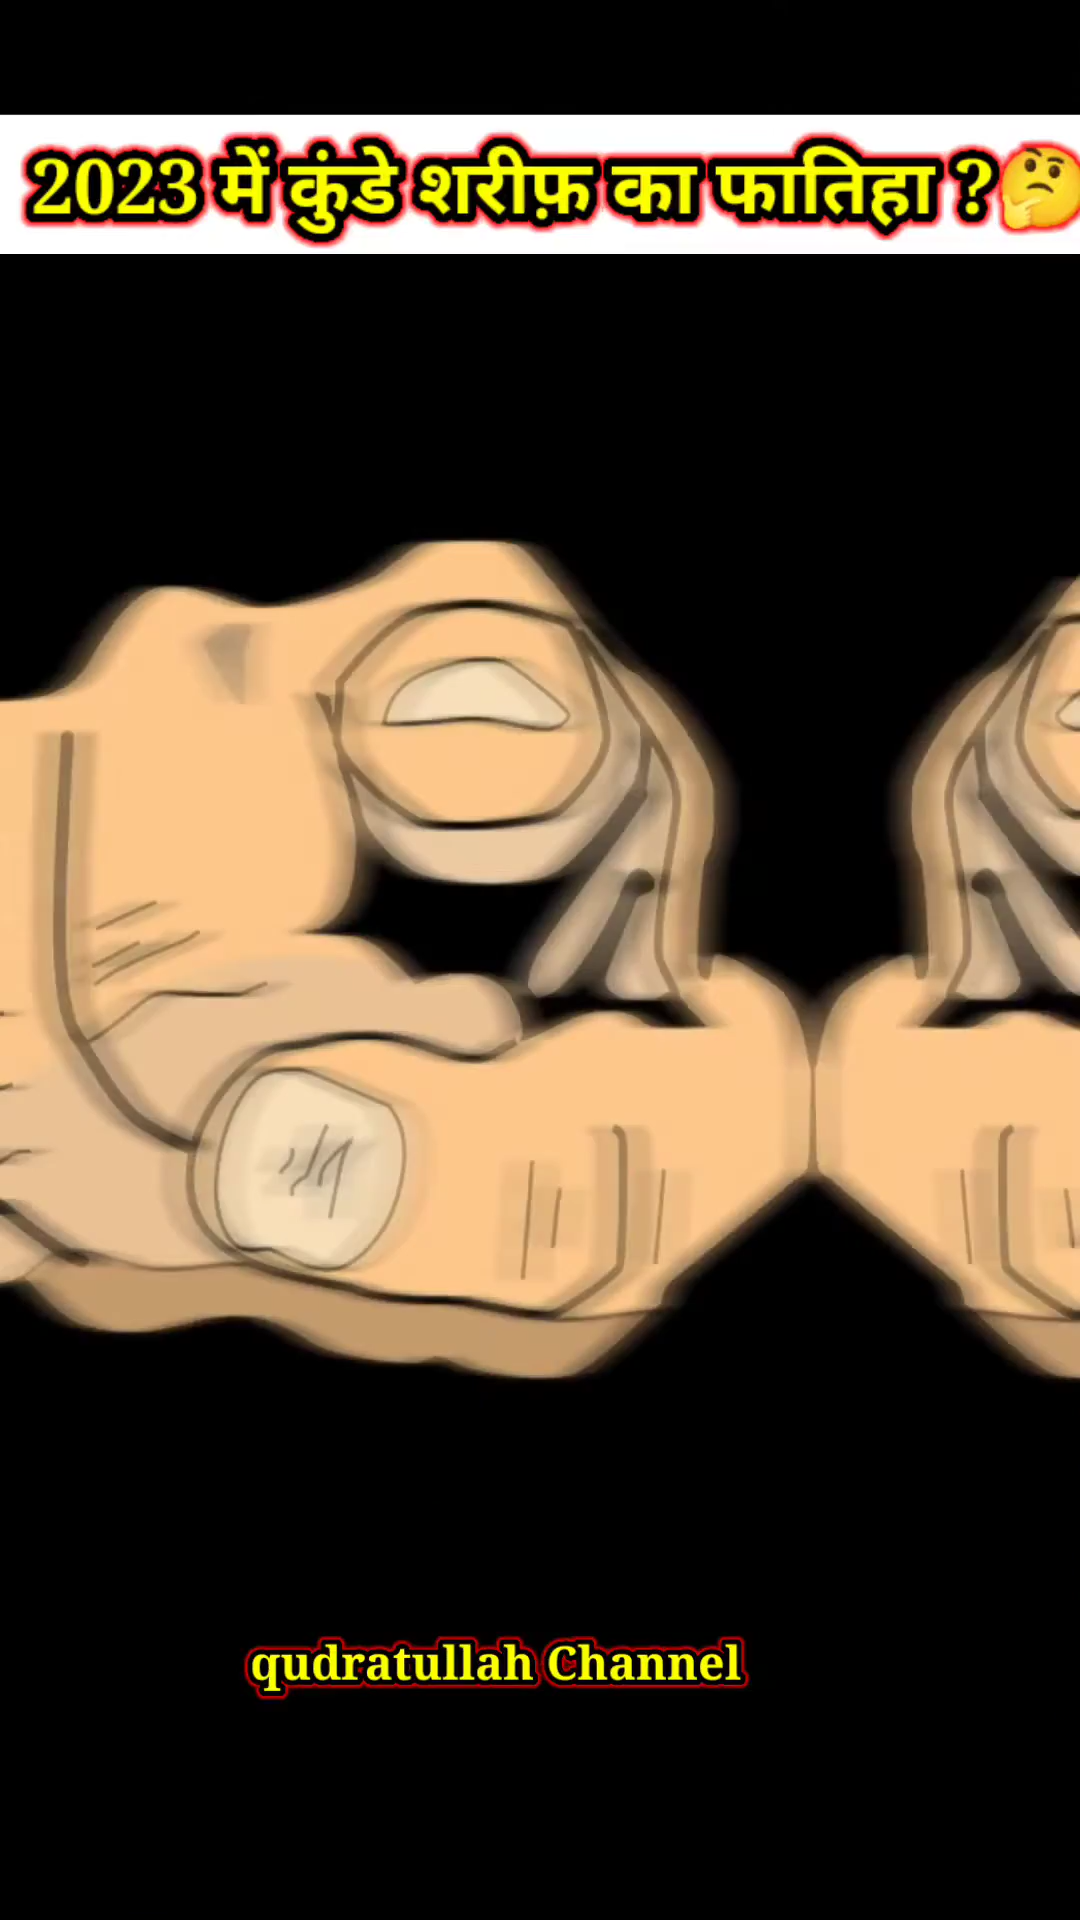 2023 में कुंडे शरीफ़ का फातिहा ?🤔
qudratullah Channel